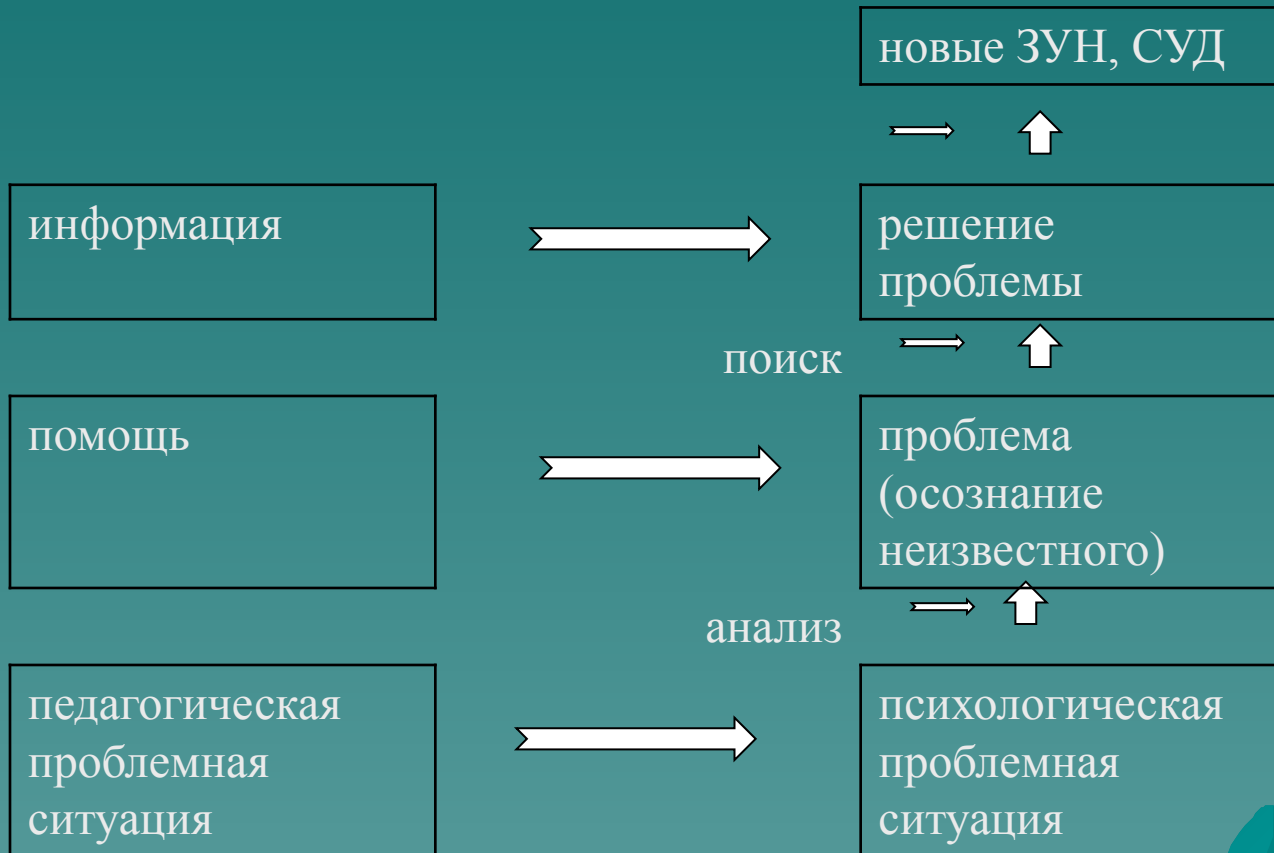 новые ЗУН, СУД
информация
решение
проблемы
поиск
помощь
проблема
(осознание
неизвестного)
анализ
педагогическая
проблемная
ситуация
психологическая
проблемная
ситуация